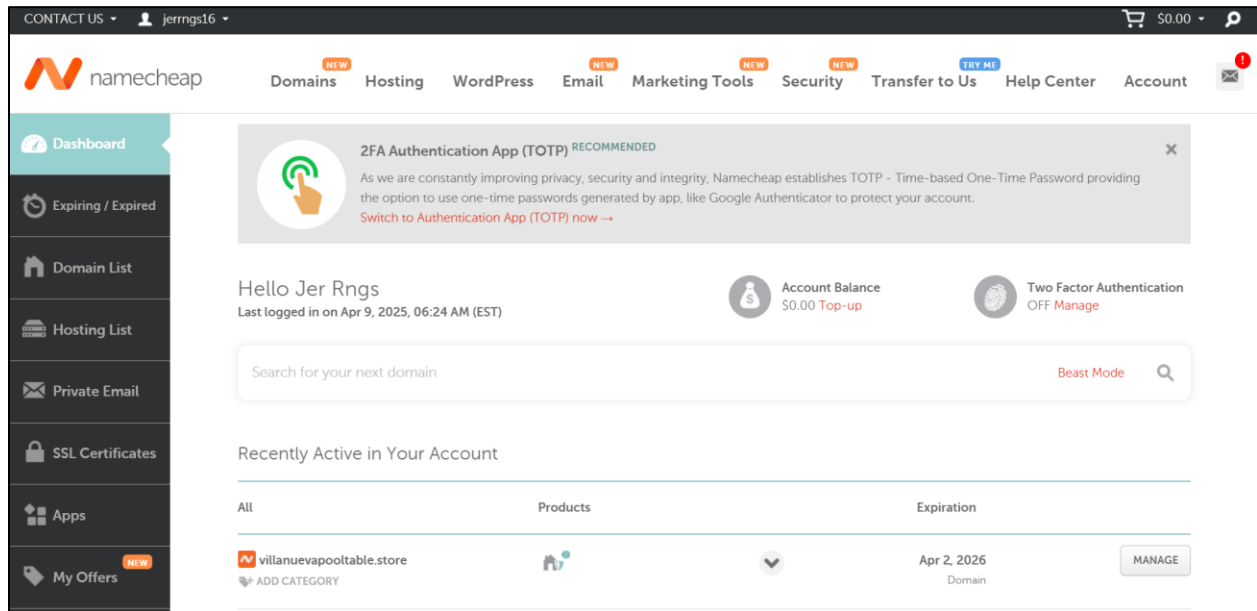 CONTACT US jerrngs16 $0.00
namecheap
NEW NEW NEW NEW TRY ME !
Domains Hosting WordPress Email Marketing Tools Security Transfer to Us Help Center Account
Dashboard
Expiring / Expired
Domain List
Hosting List
Private Email
SSL Certificates
Apps
NEW
My Offers
2FA Authentication App (TOTP) RECOMMENDED
As we are constantly improving privacy, security and integrity, Namecheap establishes TOTP - Time-based One-Time Password providing
the option to use one-time passwords generated by app, like Google Authenticator to protect your account.
Switch to Authentication App (TOTP) now →
Hello Jer Rngs
Last logged in on Apr 9, 2025, 06:24 AM (EST)
$
Account Balance
$0.00 Top-up
Two Factor Authentication
OFF Manage
Search for your next domain Beast Mode
Recently Active in Your Account
All Products Expiration
villanuevapooltable.store Apr 2, 2026 MANAGE
ADD CATEGORY Domain